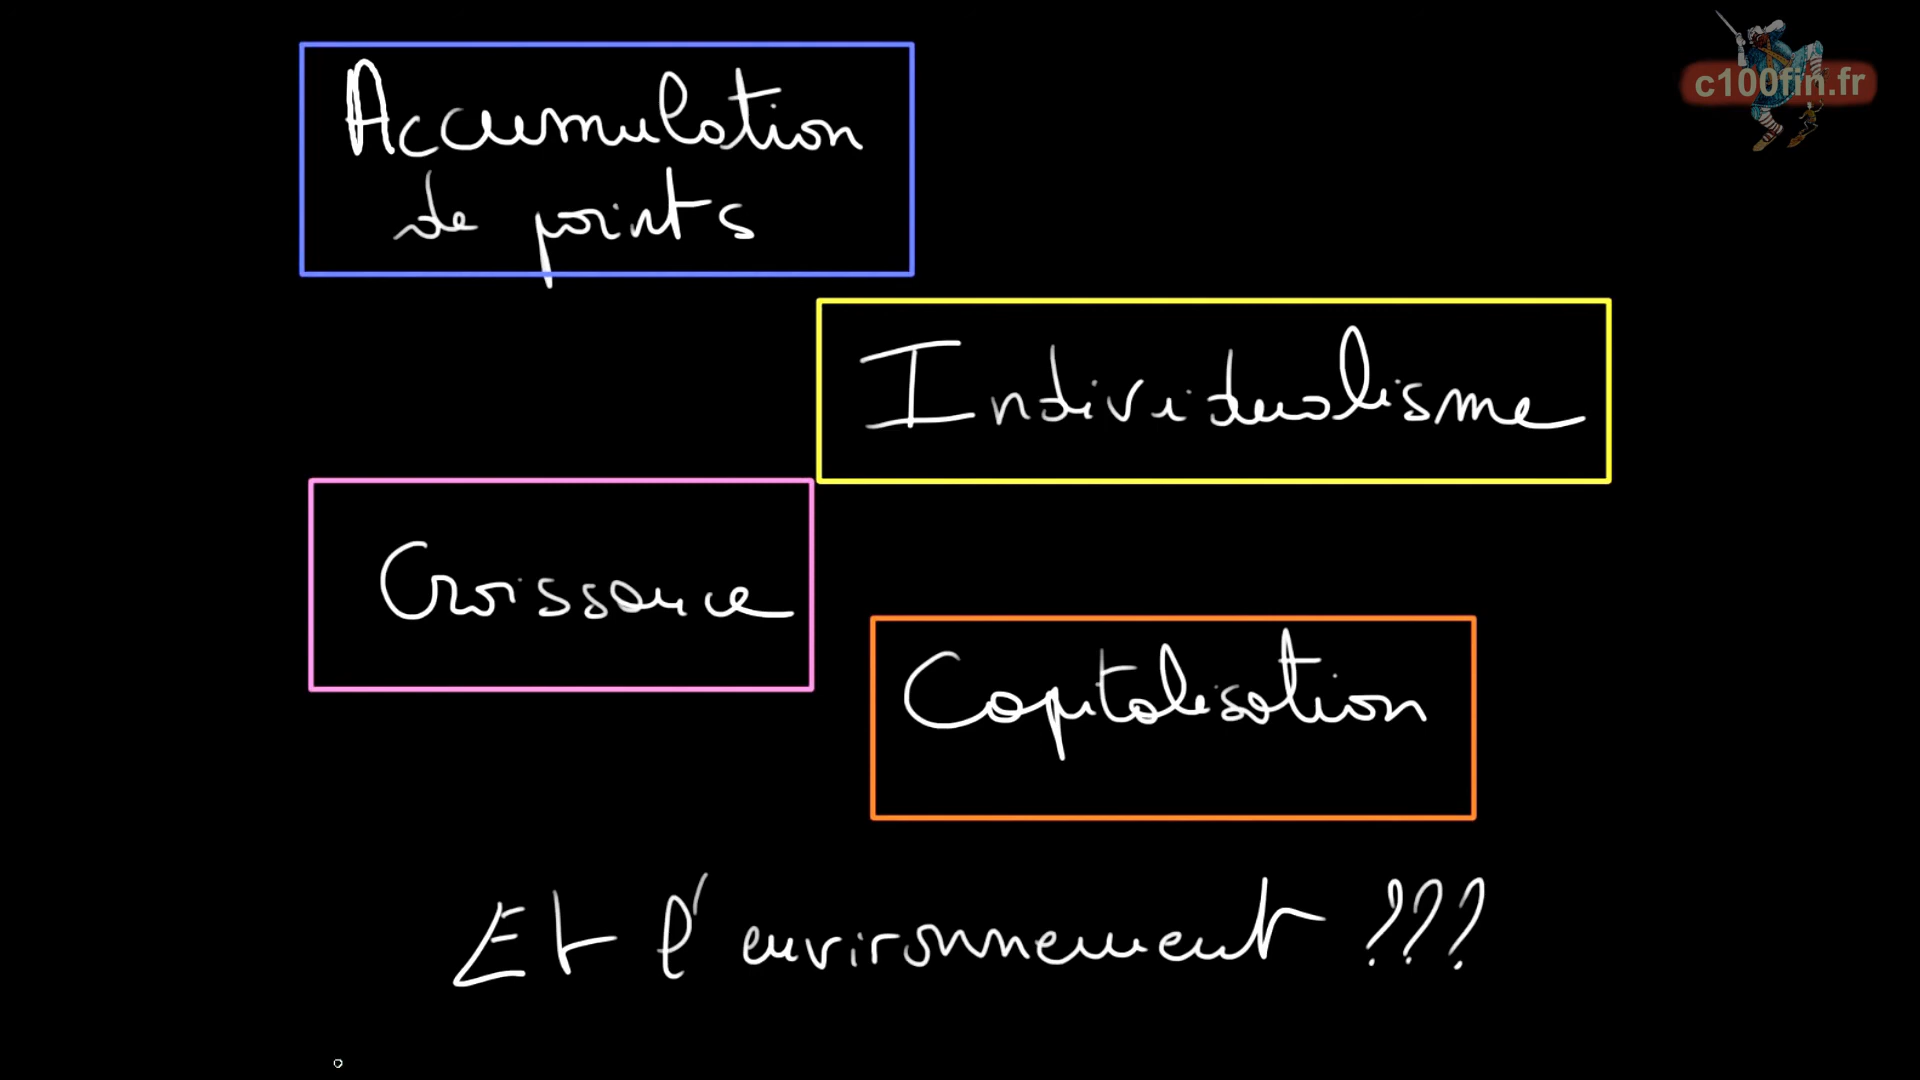 c100fin.fr
Accumulation
de points
Individualisme
Croissance
Capitalisation
Et l'environnement ???